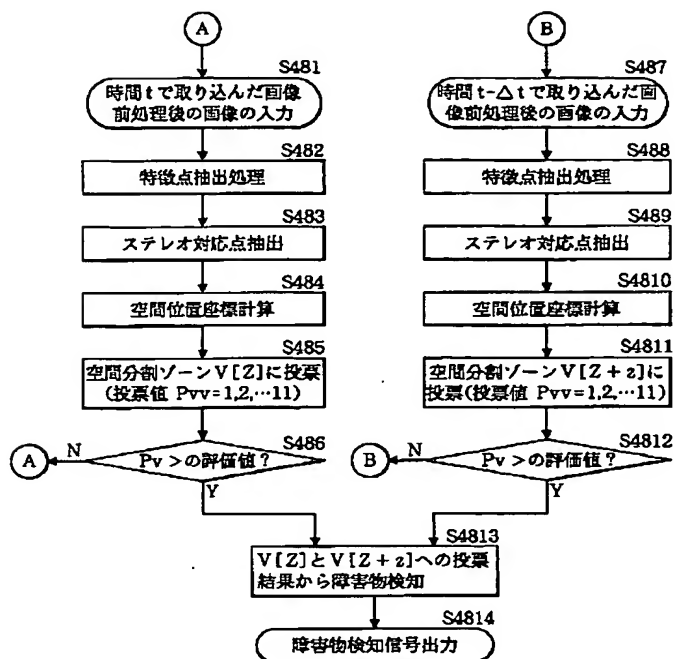 A
S481
時間tで取り込んだ画像
前処理後の画像の入力
S482
特徴点抽出処理
S483
ステレオ対応点抽出
S484
空間位置座標計算
S485
空間分割ゾーンV[Z]に投票
(投票値 Pvv=1,2,…11)
S486
Pv>の評価値?
N
A
Y
B
S487
時間t-Δtで取り込んだ画
像前処理後の画像の入力
S488
特徴点抽出処理
S489
ステレオ対応点抽出
S4810
空間位置座標計算
S4811
空間分割ゾーンV[Z+z]に
投票(投票値 Pvv=1,2,…11)
S4812
Pv>の評価値?
N
B
Y
S4813
V[Z]とV[Z+z]への投票
結果から障害物検知
S4814
障害物検知信号出力